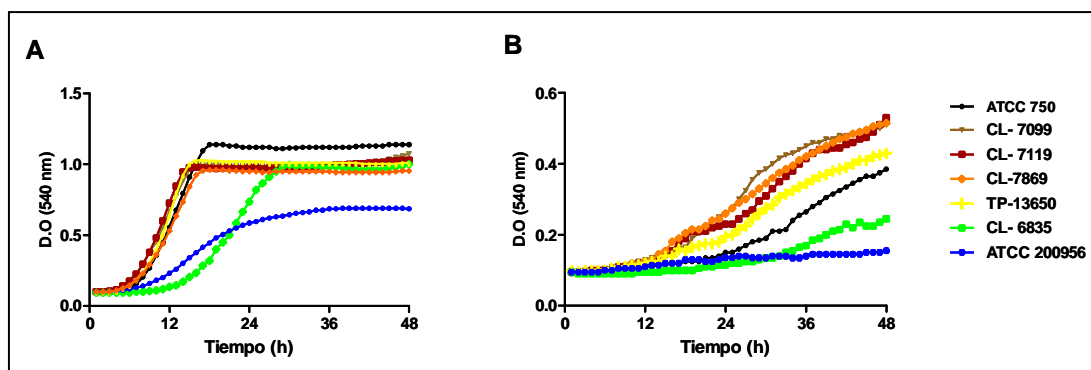 A
D.O (540 nm)
1.5
1.0
0.5
0.0
0
12
24
36
48
Tiempo (h)
B
D.O (540 nm)
0.6
0.4
0.2
0.0
0
12
24
36
48
Tiempo (h)
ATCC 750
CL- 7099
CL- 7119
CL-7869
TP-13650
CL- 6835
ATCC 200956